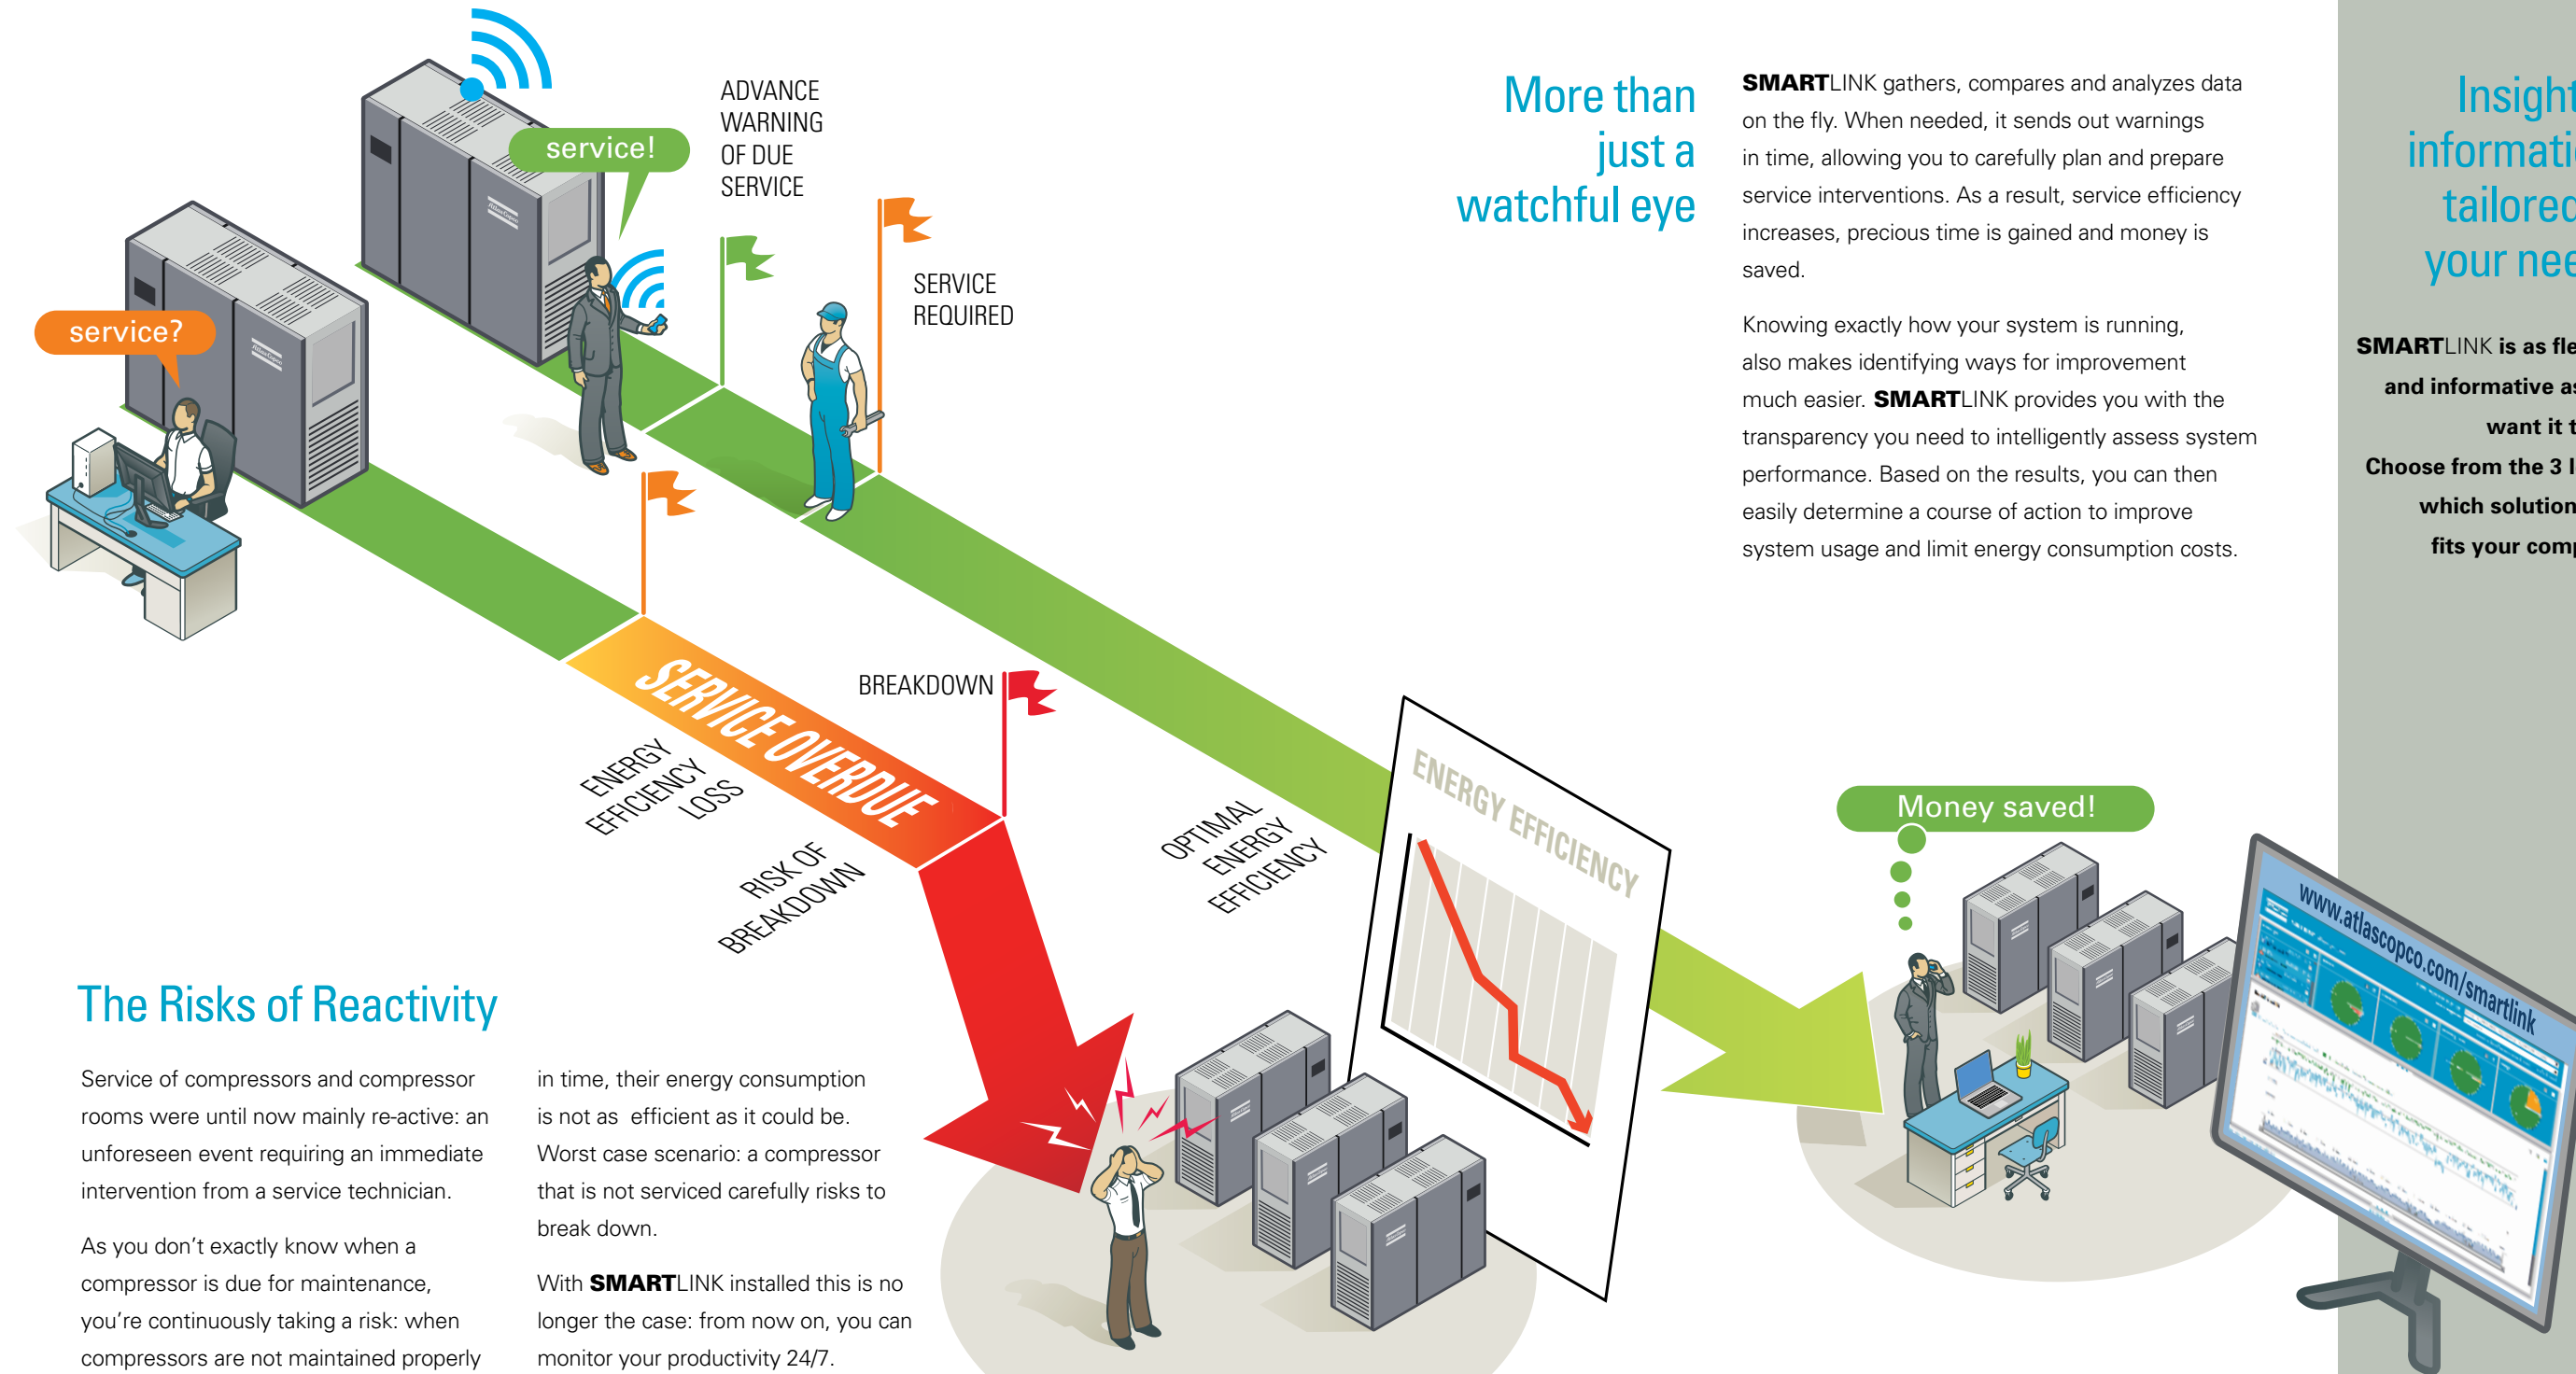 service!
ADVANCE
WARNING
OF DUE
SERVICE
service?
SERVICE
REQUIRED
SERVICE OVERDUE
BREAKDOWN
ENERGY
EFFICIENCY
LOSS
RISK OF
BREAKDOWN
OPTIMAL
ENERGY
EFFICIENCY
ENERGY EFFICIENCY
Money saved!
www.atlascopco.com/smartlink
The Risks of Reactivity
Service of compressors and compressor
rooms were until now mainly re-active: an
unforeseen event requiring an immediate
intervention from a service technician.
As you don't exactly know when a
compressor is due for maintenance,
you're continuously taking a risk: when
compressors are not maintained properly
in time, their energy consumption
is not as efficient as it could be.
Worst case scenario: a compressor
that is not serviced carefully risks to
break down.
With SMARTLINK installed this is no
longer the case: from now on, you can
monitor your productivity 24/7.
More than
just a
watchful eye
SMARTLINK gathers, compares and analyzes data
on the fly. When needed, it sends out warnings
in time, allowing you to carefully plan and prepare
service interventions. As a result, service efficiency
increases, precious time is gained and money is
saved.
Knowing exactly how your system is running,
also makes identifying ways for improvement
much easier. SMARTLINK provides you with the
transparency you need to intelligently assess system
performance. Based on the results, you can then
easily determine a course of action to improve
system usage and limit energy consumption costs.
Insight
informati
tailored
your nee
SMARTLINK is as fle
and informative as
want it t
Choose from the 3 l
which solution
fits your comp